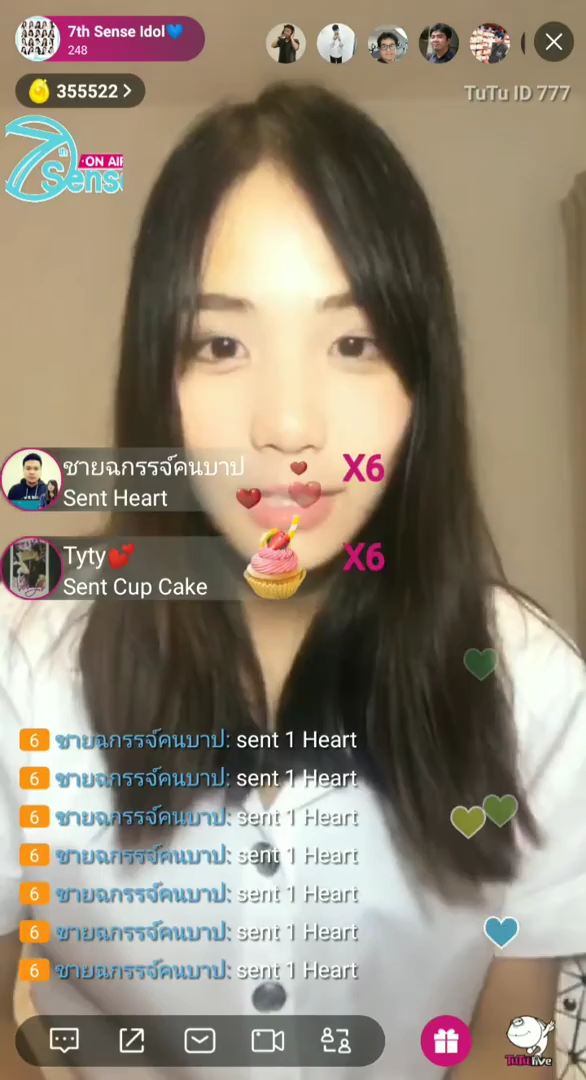 7th Sense Idol💙
248
355522
TuTu ID 777
7th Sense
ON AIR
ชายฉกรรจ์คนบาป
Sent Heart
X6
Tyty💕
Sent Cup Cake
X6
6 ชายฉกรรจ์คนบาป: sent 1 Heart
6 ชายฉกรรจ์คนบาป: sent 1 Heart
6 ชายฉกรรจ์คนบาป: sent 1 Heart
6 ชายฉกรรจ์คนบาป: sent 1 Heart
6 ชายฉกรรจ์คนบาป: sent 1 Heart
6 ชายฉกรรจ์คนบาป: sent 1 Heart
6 ชายฉกรรจ์คนบาป: sent 1 Heart
TuTu live